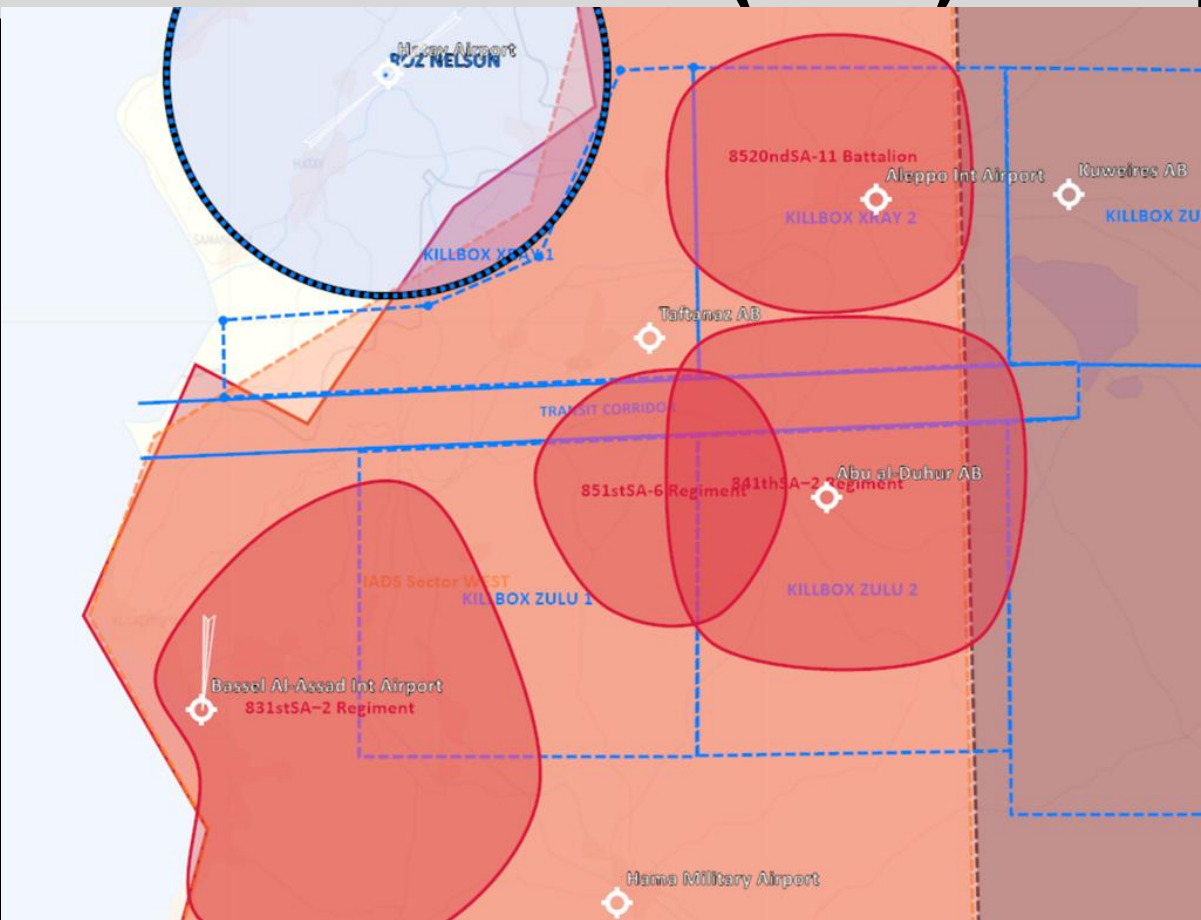 Hatay Airport
ROZ NELSON
HATAY
8520ndSA-11 Battalion
Aleppo Int Airport
Kuweires AB
KILLBOX XRAY 2
KILLBOX ZU
KILLBOX XRAY 1
Taftanaz AB
TRANSIT CORRIDOR
Abu al-Duhur AB
851stSA-6 Regiment
841thSA–2 Regiment
IADS Sector WEST
KILLBOX ZULU 1
KILLBOX ZULU 2
Bassel Al-Assad Int Airport
831stSA–2 Regiment
Hama Military Airport